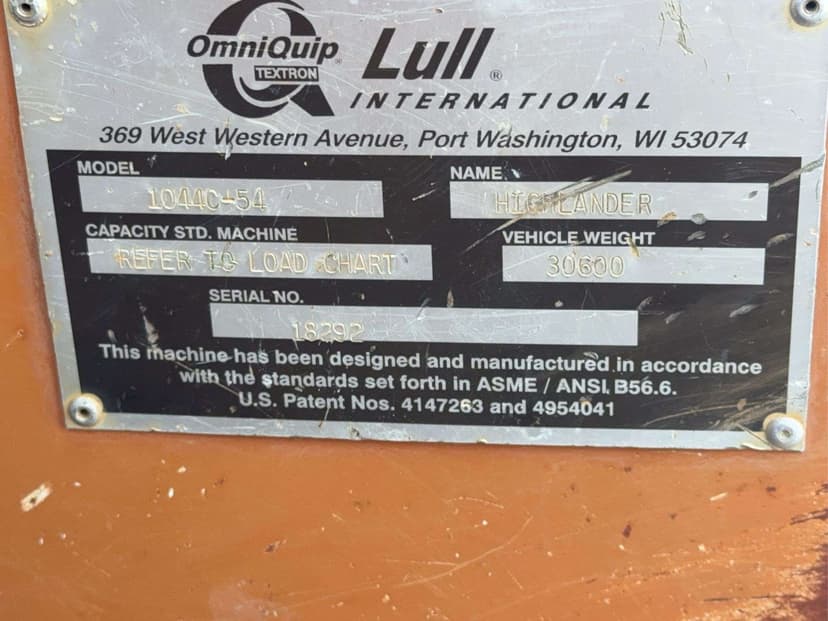 OmniQuip® Lull®
TEXTRON
INTERNATIONAL
369 West Western Avenue, Port Washington, WI 53074
MODEL NAME
1044C-54 HIGHLANDER
CAPACITY STD. MACHINE VEHICLE WEIGHT
REFER TO LOAD CHART 30600
SERIAL NO.
18292
This machine has been designed and manufactured in accordance
with the standards set forth in ASME / ANSI B56.6.
U.S. Patent Nos. 4147263 and 4954041